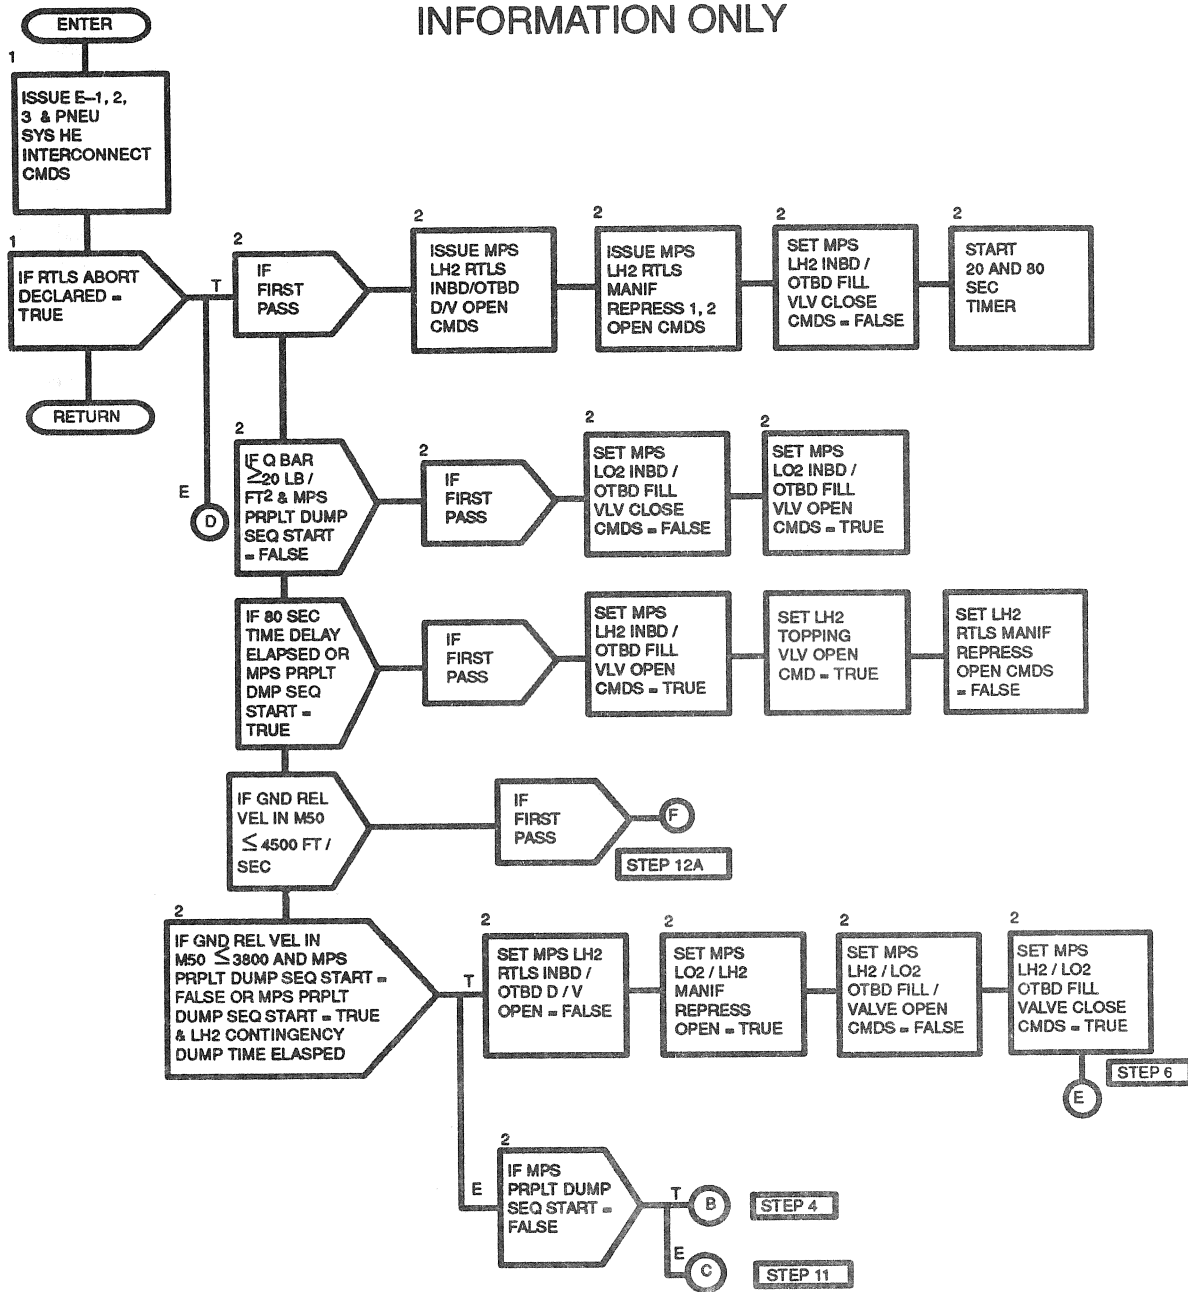 INFORMATION ONLY
ENTER
1
ISSUE E–1, 2,
3 & PNEU
SYS HE
INTERCONNECT
CMDS
1
IF RTLS ABORT
DECLARED =
TRUE
T
E
D
RETURN
2
IF
FIRST
PASS
2
ISSUE MPS
LH2 RTLS
INBD/OTBD
D/V OPEN
CMDS
2
ISSUE MPS
LH2 RTLS
MANIF
REPRESS 1, 2
OPEN CMDS
2
SET MPS
LH2 INBD /
OTBD FILL
VLV CLOSE
CMDS = FALSE
2
START
20 AND 80
SEC
TIMER
2
IF Q BAR
≥20 LB /
FT2 & MPS
PRPLT DUMP
SEQ START
= FALSE
2
IF
FIRST
PASS
2
SET MPS
LO2 INBD /
OTBD FILL
VLV CLOSE
CMDS = FALSE
2
SET MPS
LO2 INBD /
OTBD FILL
VLV OPEN
CMDS = TRUE
IF 80 SEC
TIME DELAY
ELAPSED OR
MPS PRPLT
DMP SEQ
START =
TRUE
IF
FIRST
PASS
2
SET MPS
LH2 INBD /
OTBD FILL
VLV OPEN
CMDS = TRUE
SET LH2
TOPPING
VLV OPEN
CMD = TRUE
SET LH2
RTLS MANIF
REPRESS
OPEN CMDS
= FALSE
IF GND REL
VEL IN M50
≤ 4500 FT /
SEC
IF
FIRST
PASS
F
STEP 12A
2
IF GND REL VEL IN
M50 ≤3800 AND MPS
PRPLT DUMP SEQ START =
FALSE OR MPS PRPLT
DUMP SEQ START = TRUE
& LH2 CONTINGENCY
DUMP TIME ELASPED
T
2
SET MPS LH2
RTLS INBD /
OTBD D / V
OPEN = FALSE
2
SET MPS
LO2 / LH2
MANIF
REPRESS
OPEN = TRUE
2
SET MPS
LH2 / LO2
OTBD FILL /
VALVE OPEN
CMDS = FALSE
2
SET MPS
LH2 / LO2
OTBD FILL
VALVE CLOSE
CMDS = TRUE
E
STEP 6
E
2
IF MPS
PRPLT DUMP
SEQ START =
FALSE
T
B
STEP 4
E
C
STEP 11